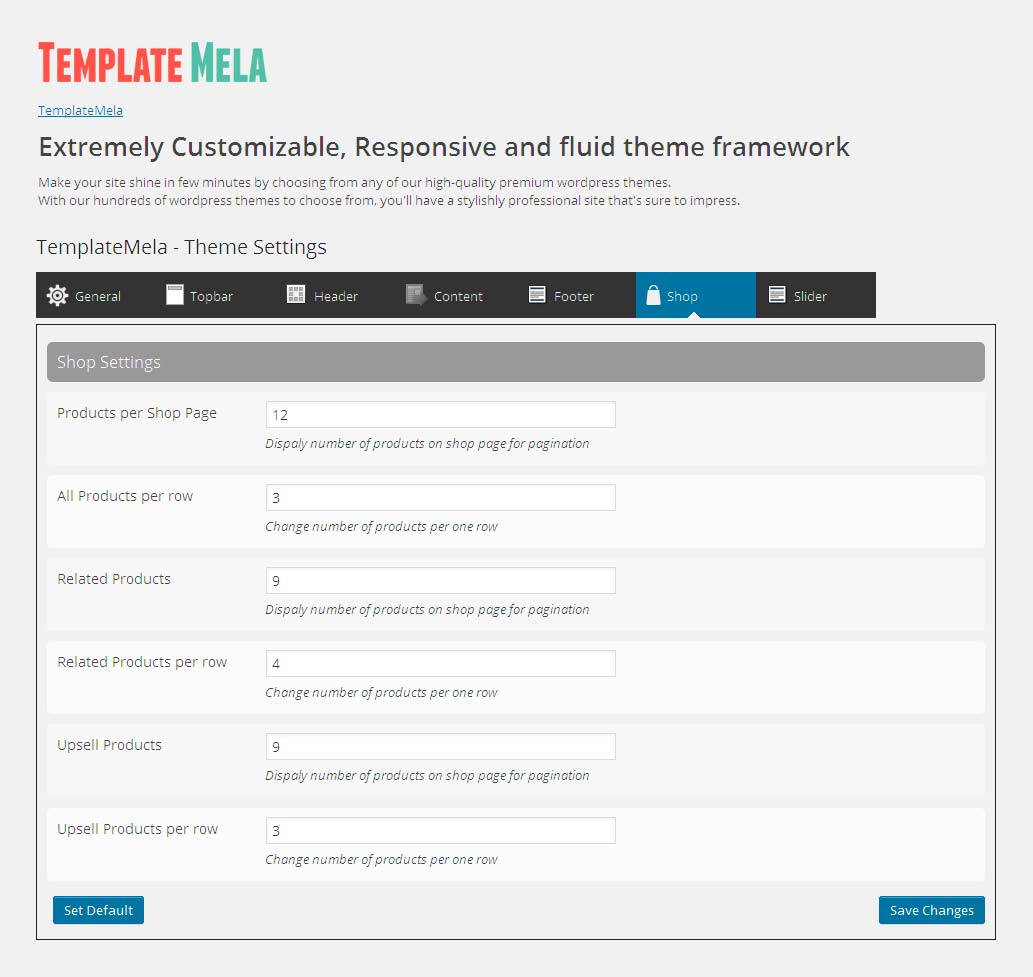 TEMPLATE MELA
TemplateMela
Extremely Customizable, Responsive and fluid theme framework
Make your site shine in few minutes by choosing from any of our high-quality premium wordpress themes.
With our hundreds of wordpress themes to choose from, you'll have a stylishly professional site that's sure to impress.
TemplateMela - Theme Settings
General Topbar Header Content Footer Shop Slider
Shop Settings
Products per Shop Page 12
Dispaly number of products on shop page for pagination
All Products per row 3
Change number of products per one row
Related Products 9
Dispaly number of products on shop page for pagination
Related Products per row 4
Change number of products per one row
Upsell Products 9
Dispaly number of products on shop page for pagination
Upsell Products per row 3
Change number of products per one row
Set Default Save Changes